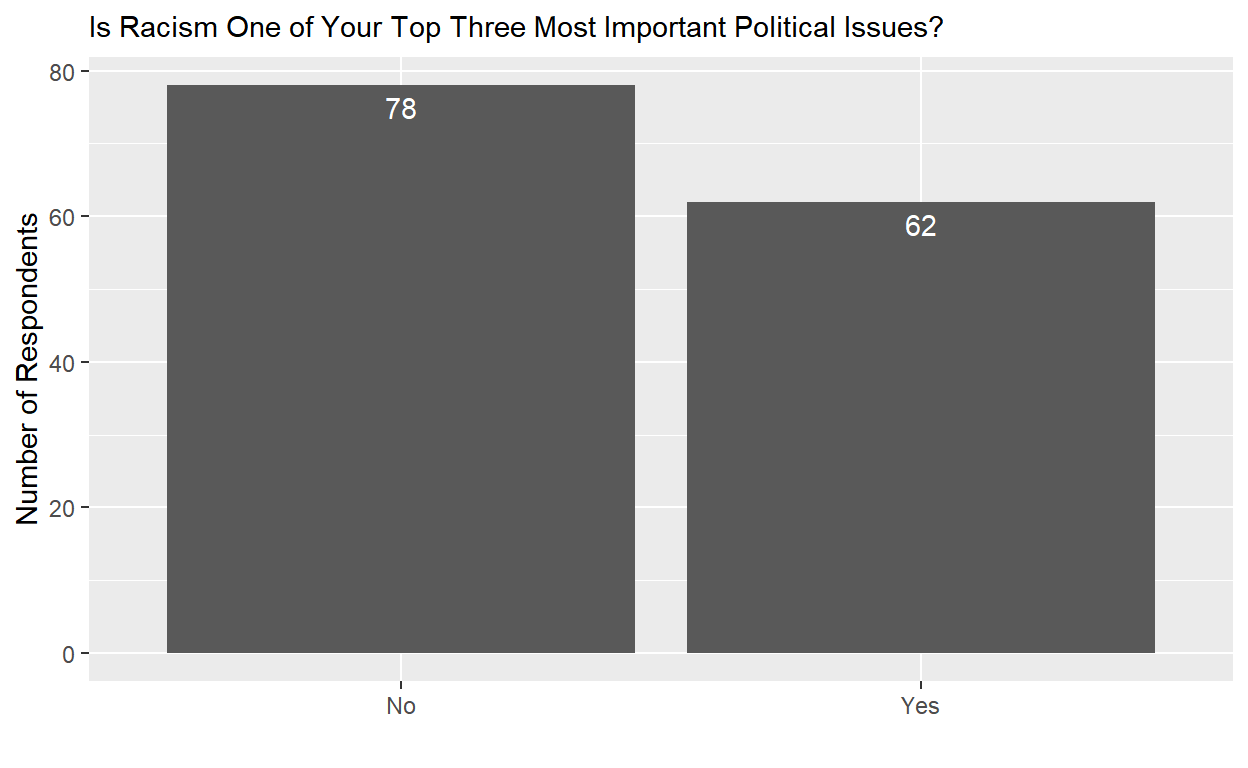 Is Racism One of Your Top Three Most Important Political Issues?
80
60
40
20
0
Number of Respondents
78
62
No
Yes